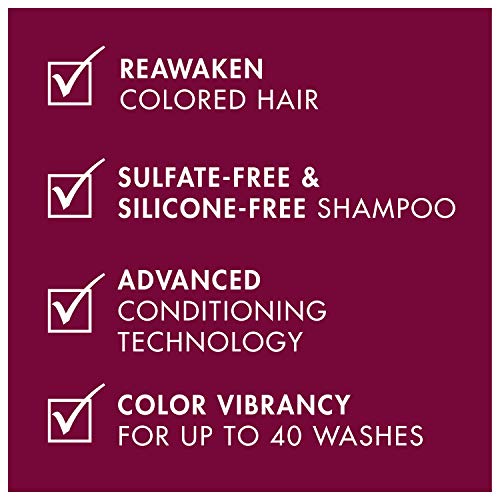 REAWAKEN
COLORED HAIR
SULFATE-FREE &
SILICONE-FREE SHAMPOO
ADVANCED
CONDITIONING
TECHNOLOGY
COLOR VIBRANCY
FOR UP TO 40 WASHES